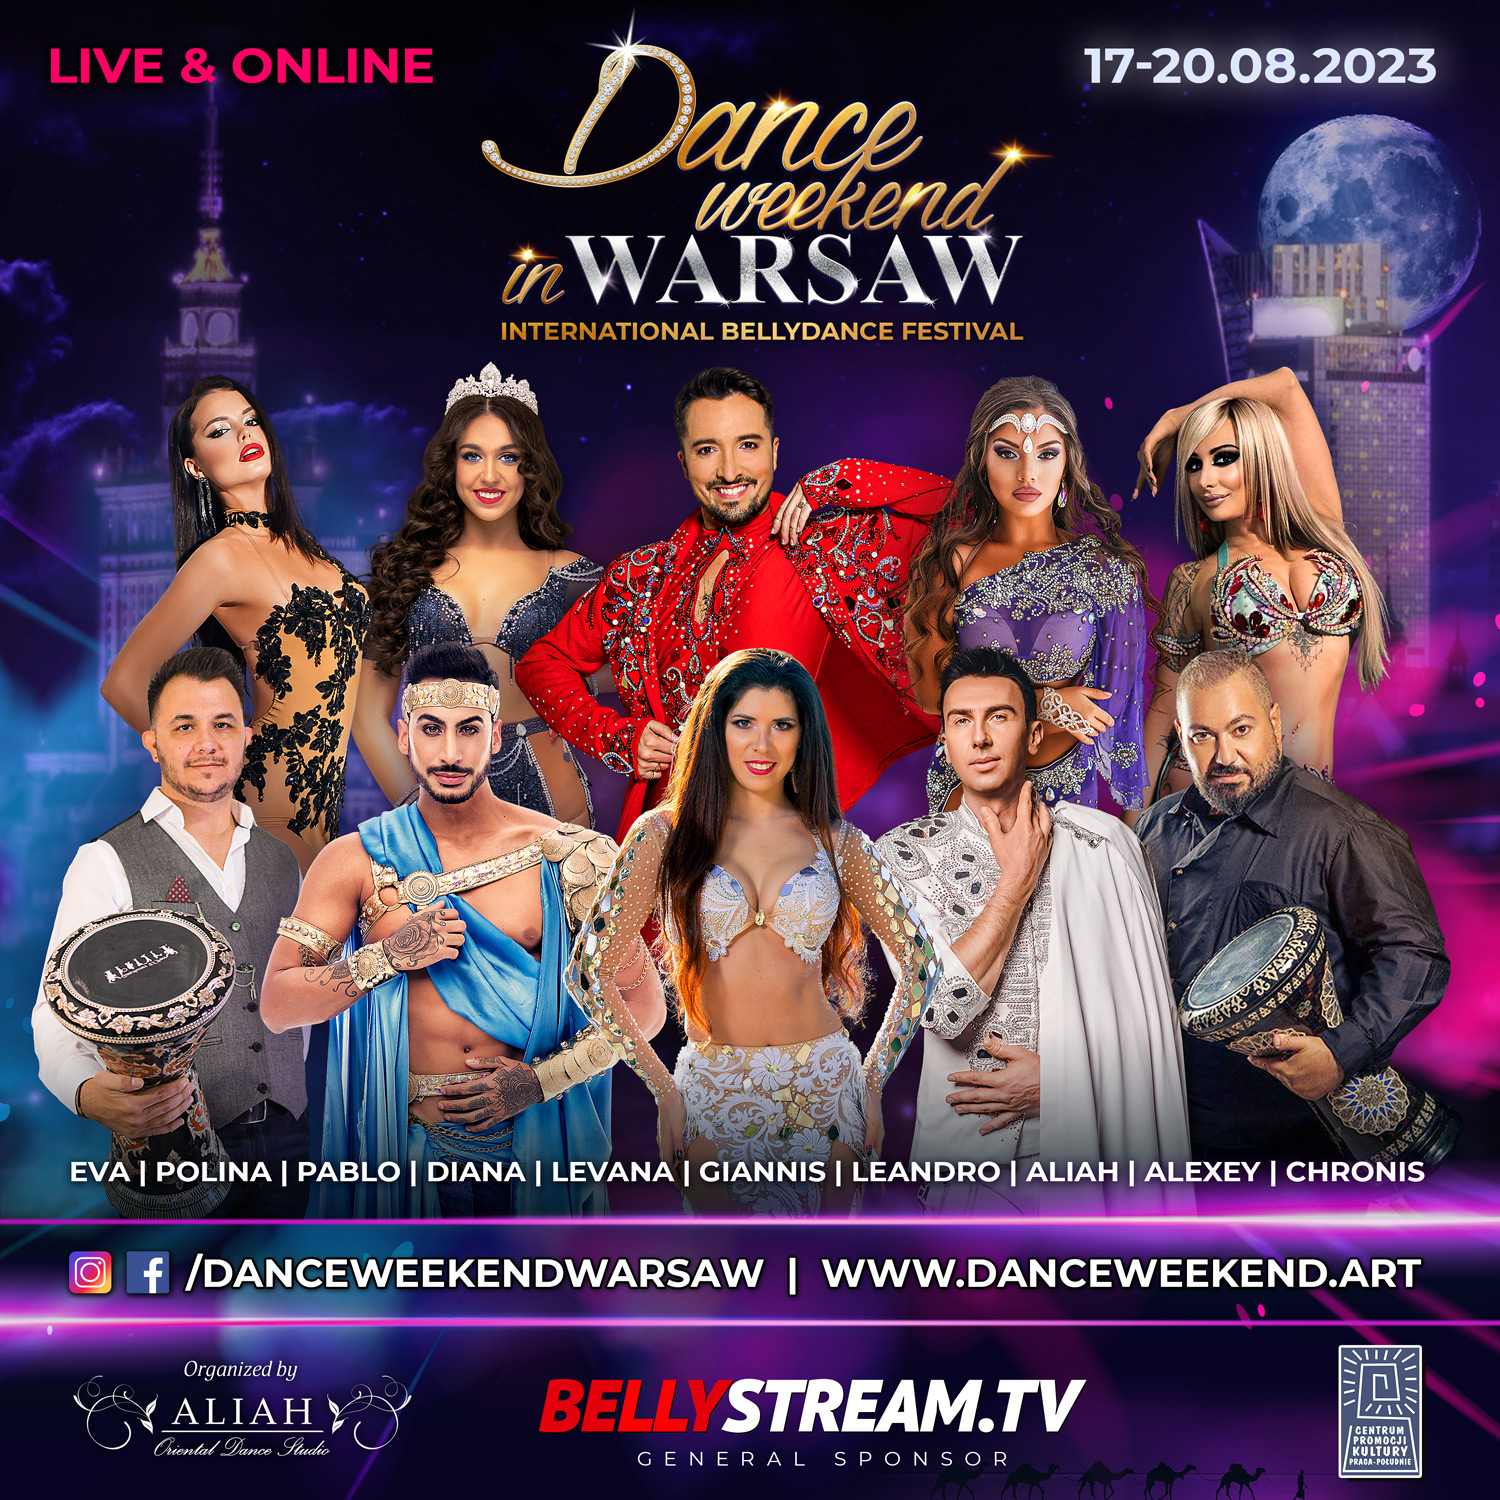 LIVE & ONLINE
17-20.08.2023
Dance
weekend
in WARSAW
INTERNATIONAL BELLYDANCE FESTIVAL
EVA | POLINA | PABLO | DIANA | LEVANA | GIANNIS | LEANDRO | ALIAH | ALEXEY | CHRONIS
/DANCEWEEKENDWARSAW | WWW.DANCEWEEKEND.ART
Organized by
ALIAH
Oriental Dance Studio
BELLYSTREAM.TV
GENERAL SPONSOR
CENTRUM
PROMOCJI
KULTURY
PRAGA-POŁUDNIE